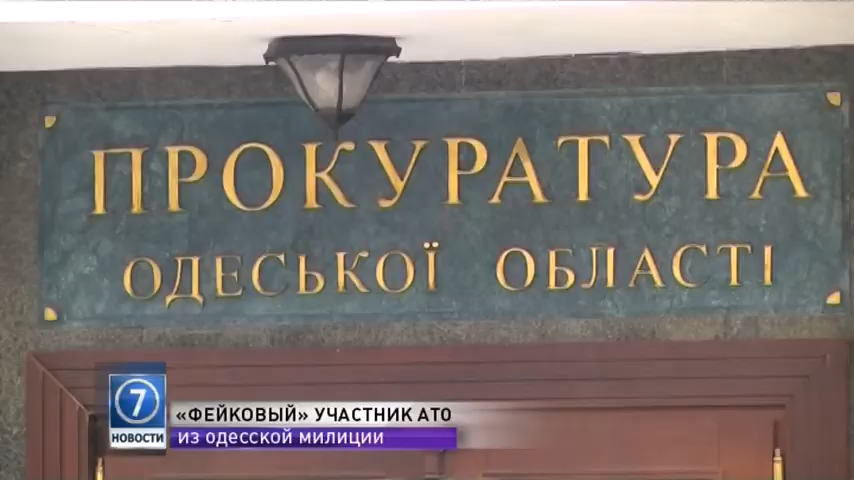 ПРОКУРАТУРА
ОДЕСЬКОЇ ОБЛАСТІ
7
НОВОСТИ
«ФЕЙКОВЫЙ» УЧАСТНИК АТО
ИЗ ОДЕССКОЙ МИЛИЦИИ